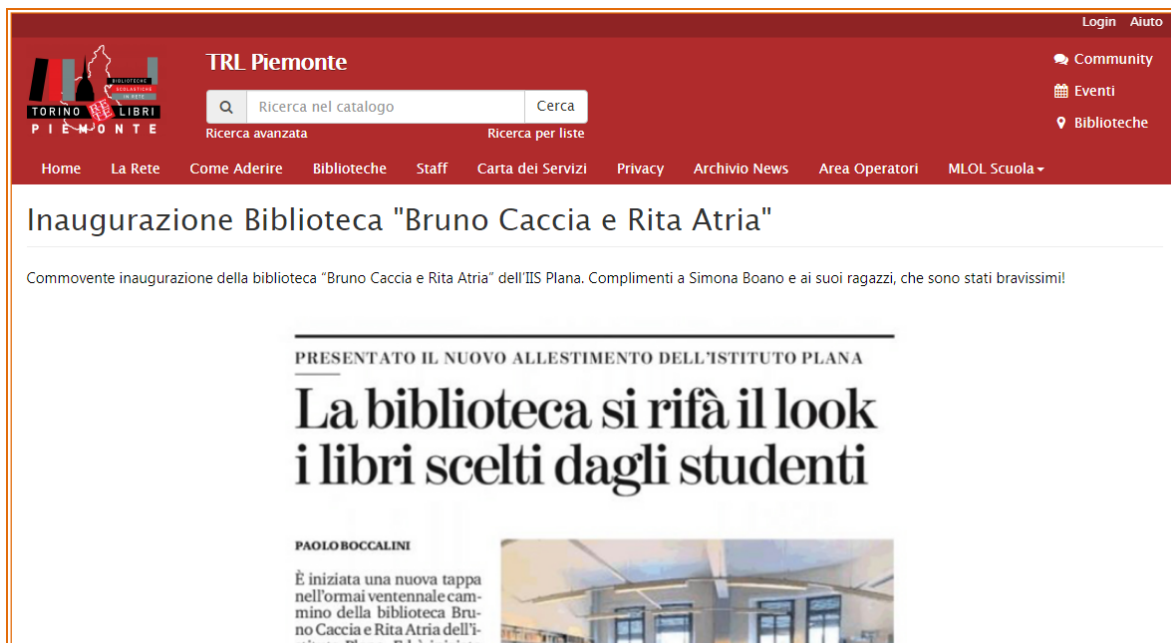 Login Aiuto
BIBLIOTECHE
SCOLASTICHE
IN RETE
TORINO RETE LIBRI
PIEMONTE
TRL Piemonte
Ricerca nel catalogo Cerca
Ricerca avanzata Ricerca per liste
Community
Eventi
Biblioteche
Home La Rete Come Aderire Biblioteche Staff Carta dei Servizi Privacy Archivio News Area Operatori MLOL Scuola
Inaugurazione Biblioteca "Bruno Caccia e Rita Atria"
Commovente inaugurazione della biblioteca “Bruno Caccia e Rita Atria” dell'IIS Plana. Complimenti a Simona Boano e ai suoi ragazzi, che sono stati bravissimi!
PRESENTATO IL NUOVO ALLESTIMENTO DELL'ISTITUTO PLANA
La biblioteca si rifà il look
i libri scelti dagli studenti
PAOLO BOCCALINI
È iniziata una nuova tappa
nell'ormai ventennale cam-
mino della biblioteca Bru-
no Caccia e Rita Atria dell'i-